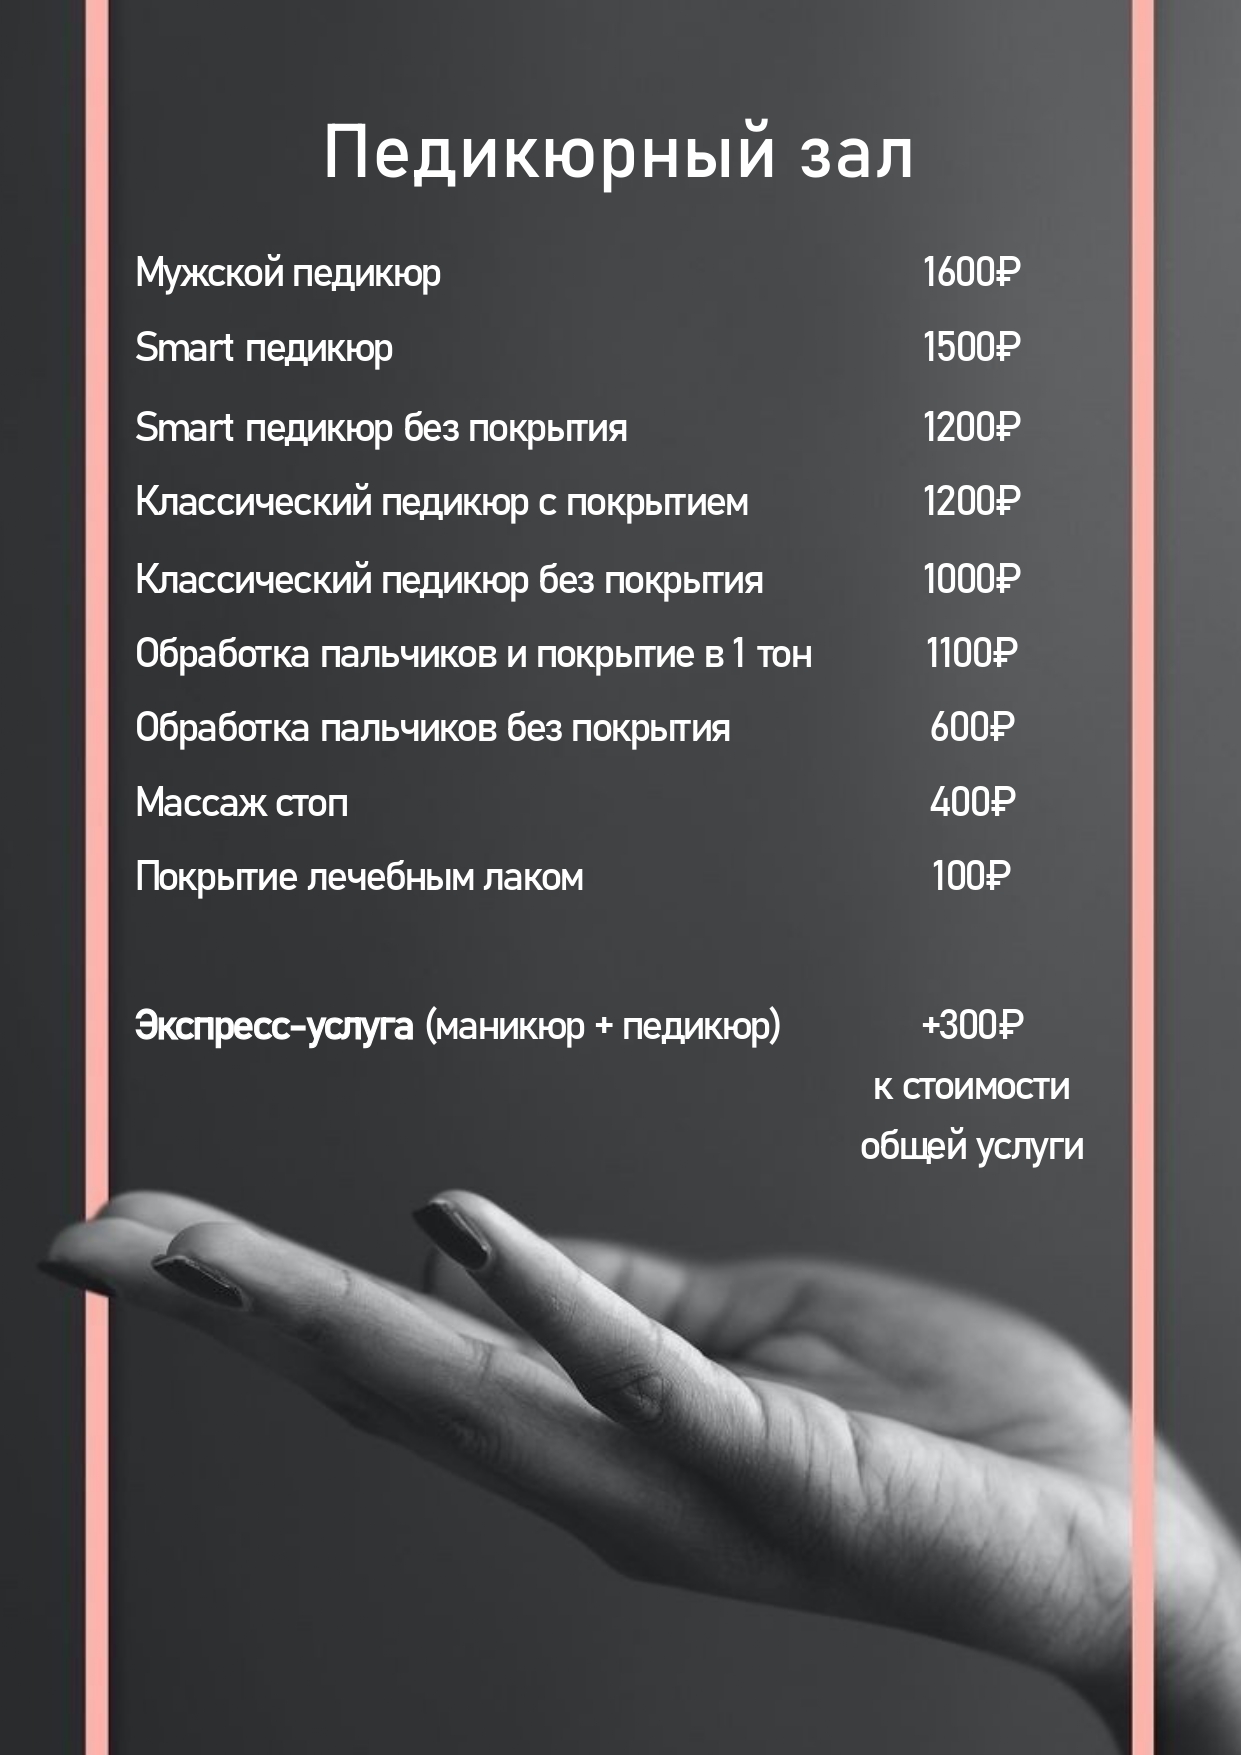 Педикюрный зал
Мужской педикюр 1600₽
Smart педикюр 1500₽
Smart педикюр без покрытия 1200₽
Классический педикюр с покрытием 1200₽
Классический педикюр без покрытия 1000₽
Обработка пальчиков и покрытие в 1 тон 1100₽
Обработка пальчиков без покрытия 600₽
Массаж стоп 400₽
Покрытие лечебным лаком 100₽
Экспресс-услуга (маникюр + педикюр) +300₽
к стоимости
общей услуги